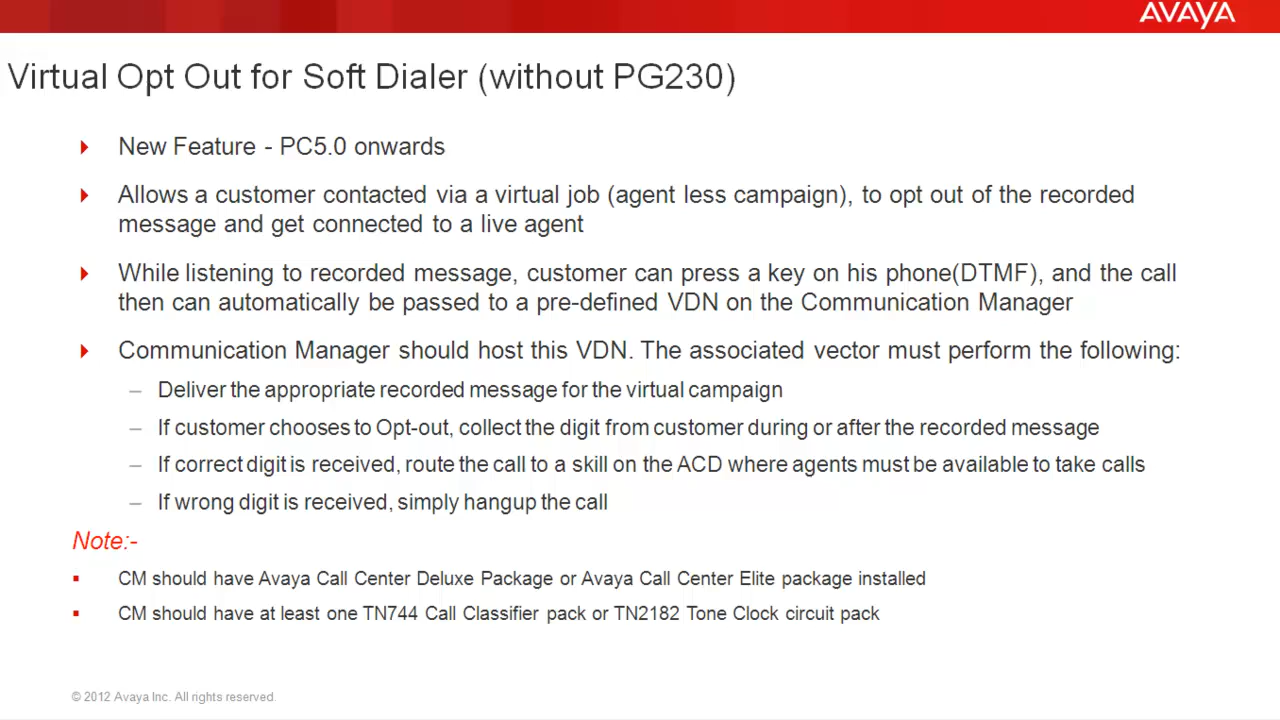 AVAYA
Virtual Opt Out for Soft Dialer (without PG230)
New Feature - PC5.0 onwards
Allows a customer contacted via a virtual job (agent less campaign), to opt out of the recorded
message and get connected to a live agent
While listening to recorded message, customer can press a key on his phone(DTMF), and the call
then can automatically be passed to a pre-defined VDN on the Communication Manager
Communication Manager should host this VDN. The associated vector must perform the following:
– Deliver the appropriate recorded message for the virtual campaign
– If customer chooses to Opt-out, collect the digit from customer during or after the recorded message
– If correct digit is received, route the call to a skill on the ACD where agents must be available to take calls
– If wrong digit is received, simply hangup the call
Note:-
CM should have Avaya Call Center Deluxe Package or Avaya Call Center Elite package installed
CM should have at least one TN744 Call Classifier pack or TN2182 Tone Clock circuit pack
© 2012 Avaya Inc. All rights reserved.